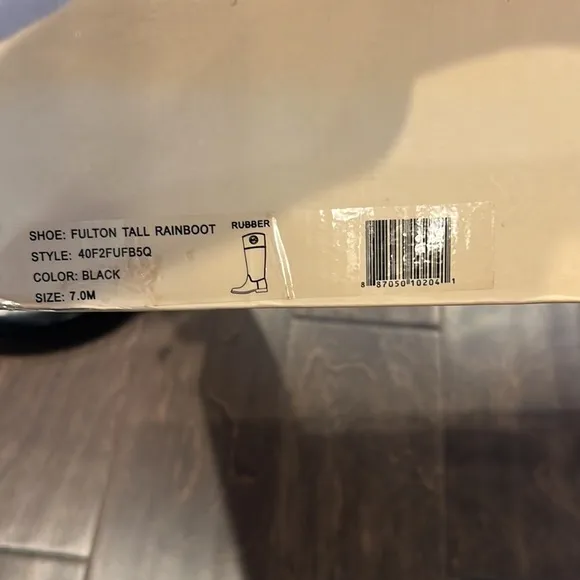 SHOE: FULTON TALL RAINBOOT
STYLE: 40F2FUFB5Q
COLOR: BLACK
SIZE: 7.0M
RUBBER
8 87050 10204 1